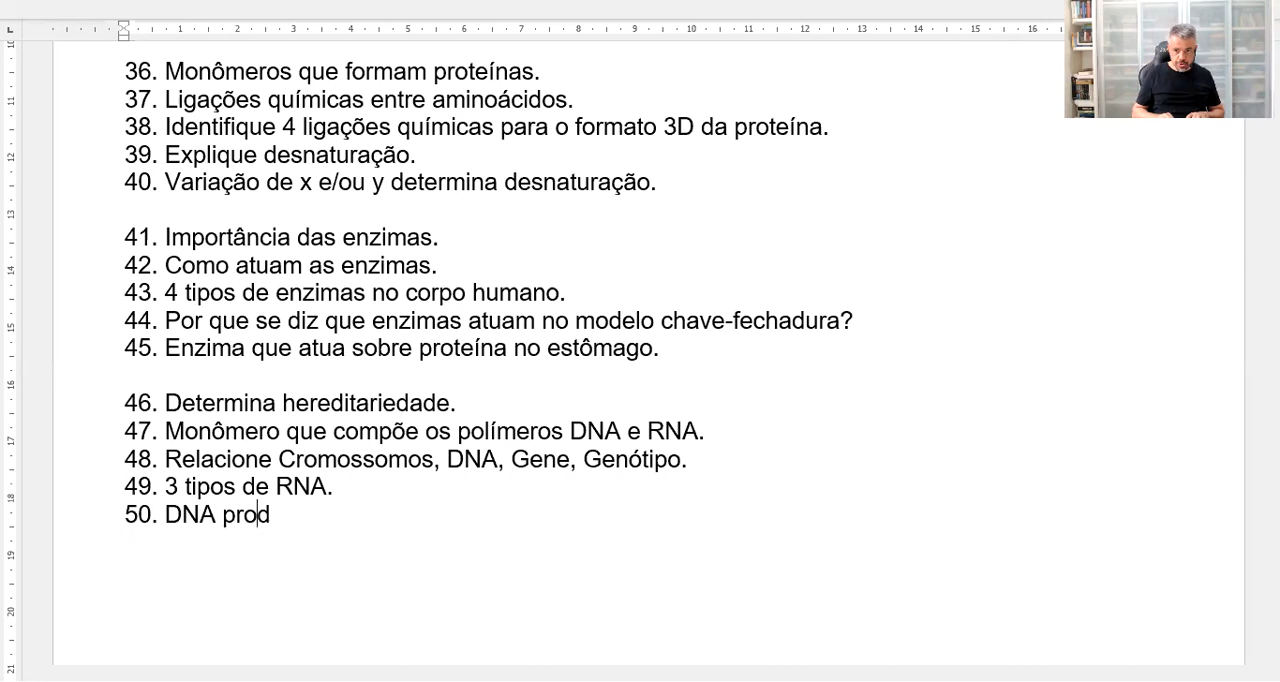 36. Monômeros que formam proteínas.
37. Ligações químicas entre aminoácidos.
38. Identifique 4 ligações químicas para o formato 3D da proteína.
39. Explique desnaturação.
40. Variação de x e/ou y determina desnaturação.
41. Importância das enzimas.
42. Como atuam as enzimas.
43. 4 tipos de enzimas no corpo humano.
44. Por que se diz que enzimas atuam no modelo chave-fechadura?
45. Enzima que atua sobre proteína no estômago.
46. Determina hereditariedade.
47. Monômero que compõe os polímeros DNA e RNA.
48. Relacione Cromossomos, DNA, Gene, Genótipo.
49. 3 tipos de RNA.
50. DNA prod